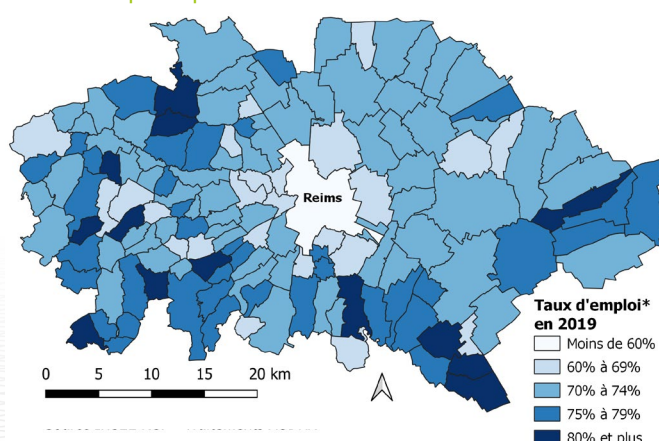 Reims
Taux d'emploi*
en 2019
Moins de 60%
60% à 69%
70% à 74%
75% à 79%
80% et plus
0 5 10 15 20 km